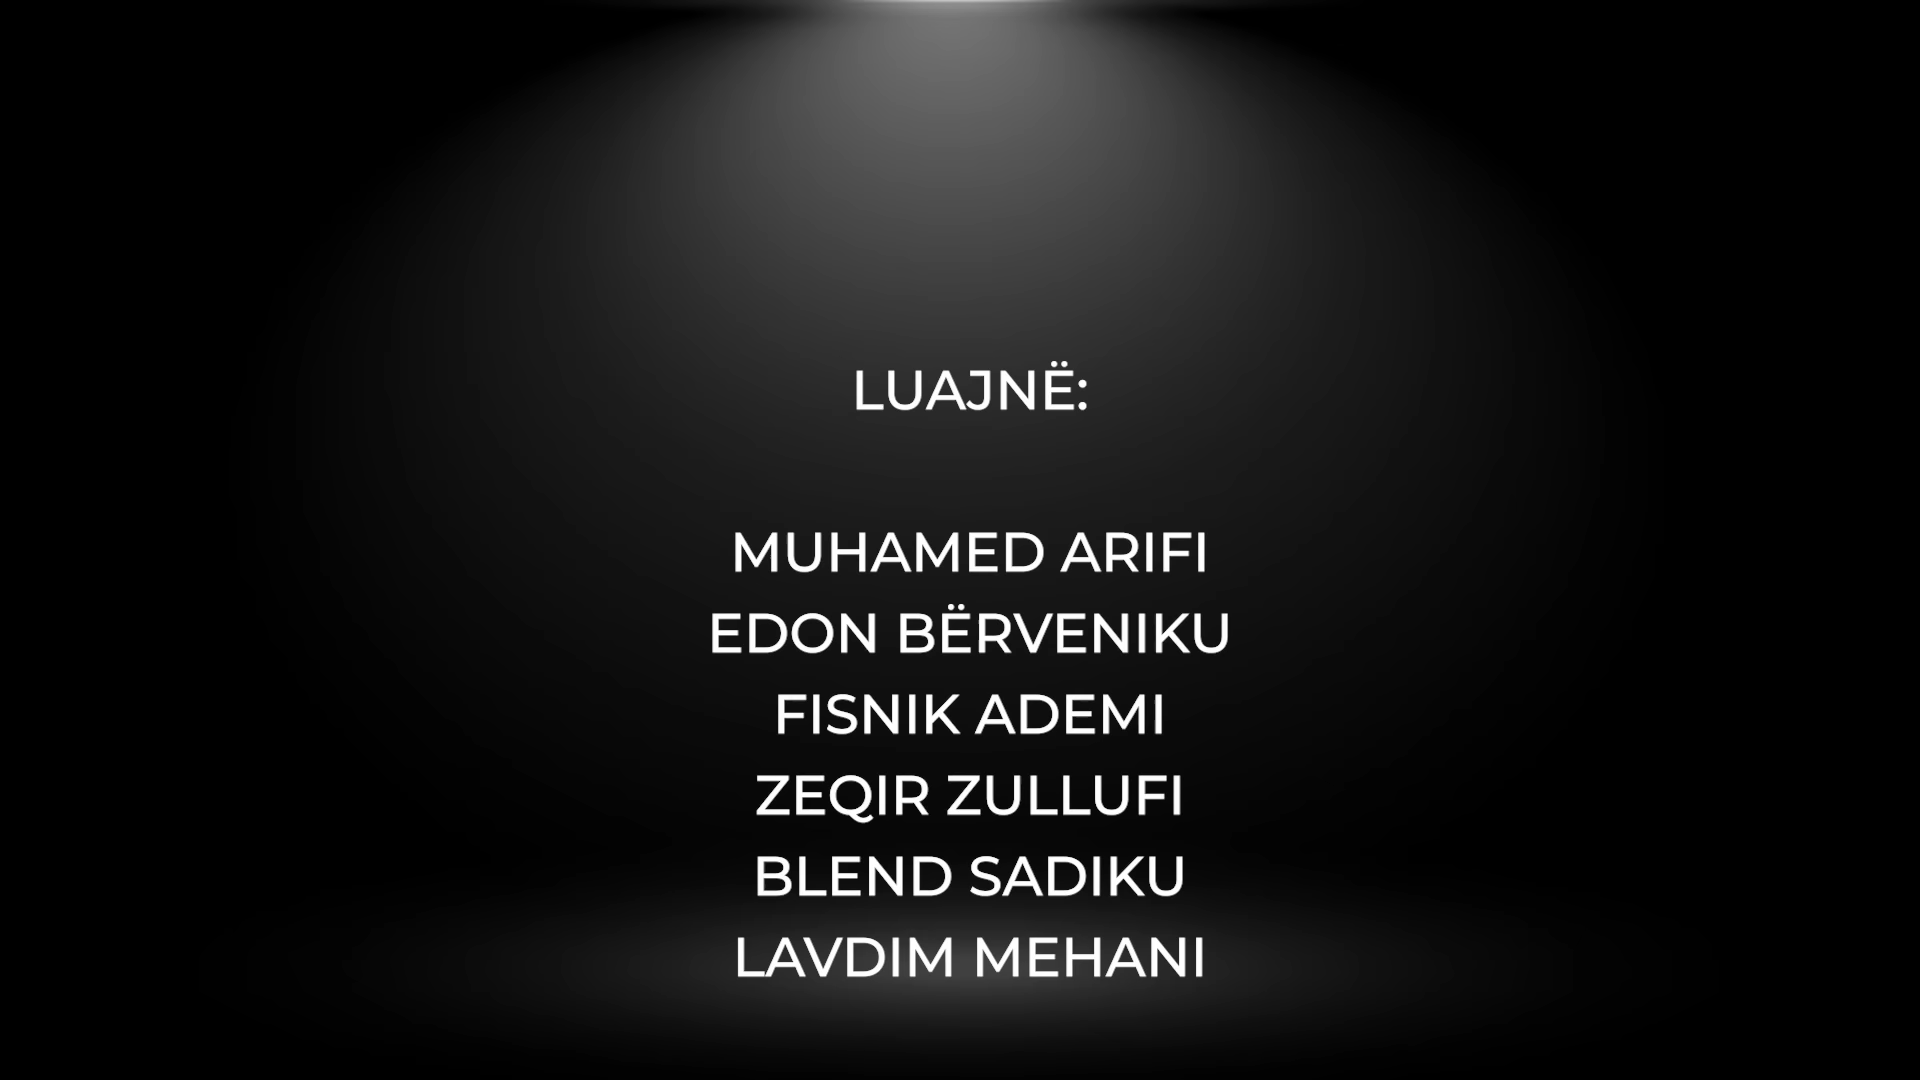 LUAJNË:
MUHAMED ARIFI
EDON BËRVENIKU
FISNIK ADEMI
ZEQIR ZULLUFI
BLEND SADIKU
LAVDIM MEHANI